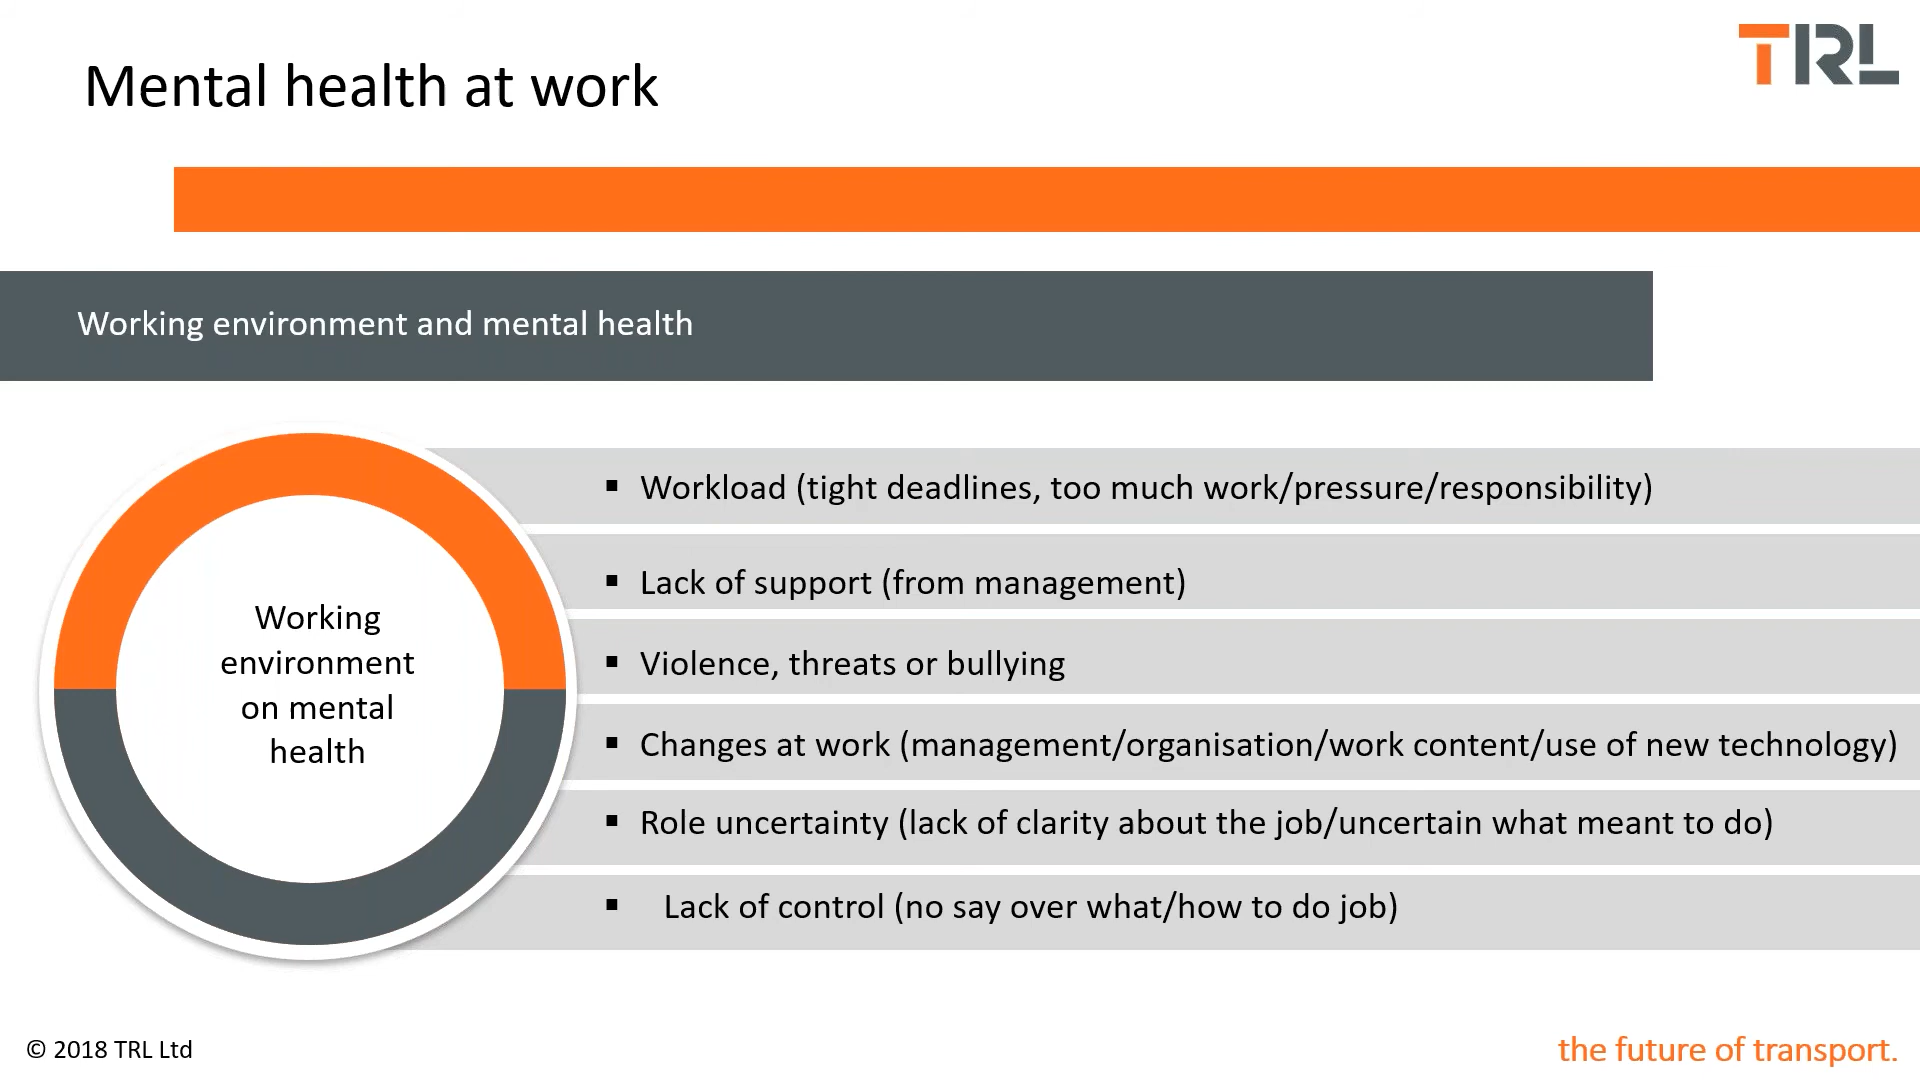 Mental health at work
TRL
Working environment and mental health
Working
environment
on mental
health
▪ Workload (tight deadlines, too much work/pressure/responsibility)
▪ Lack of support (from management)
▪ Violence, threats or bullying
▪ Changes at work (management/organisation/work content/use of new technology)
▪ Role uncertainty (lack of clarity about the job/uncertain what meant to do)
▪ Lack of control (no say over what/how to do job)
© 2018 TRL Ltd
the future of transport.